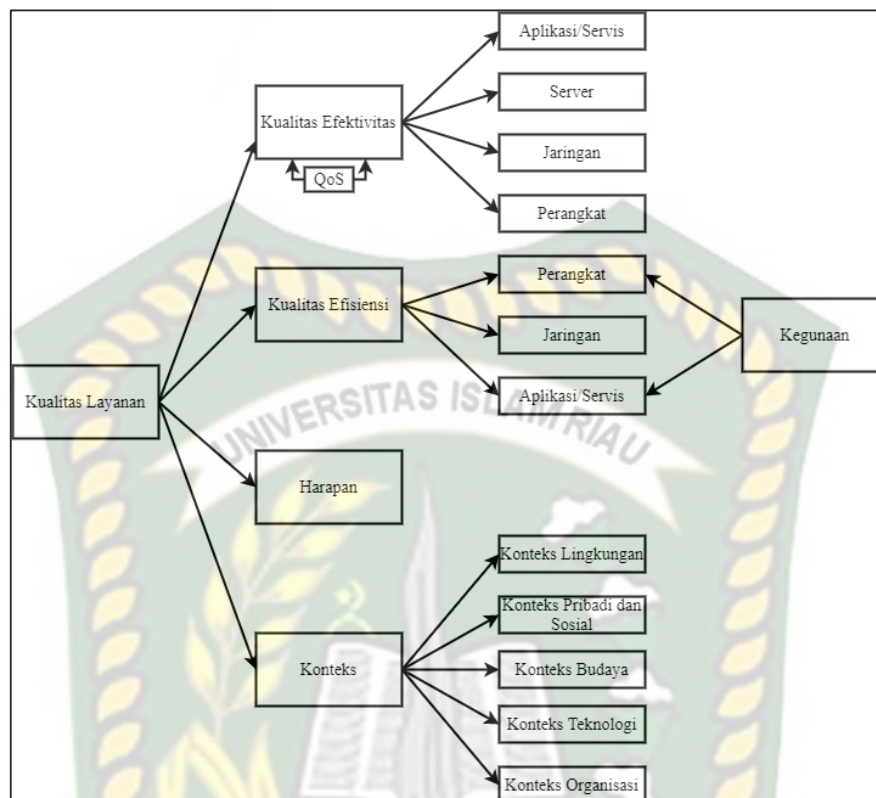 Aplikasi/Servis
Kualitas Efektivitas
Server
Jaringan
QoS
Perangkat
Kualitas Efisiensi
Perangkat
Jaringan
Kegunaan
Aplikasi/Servis
Kualitas Layanan
UNIVERSITAS ISLAM RIAU
Harapan
Konteks Lingkungan
Konteks Pribadi dan
Sosial
Konteks
Konteks Budaya
Konteks Teknologi
Konteks Organisasi